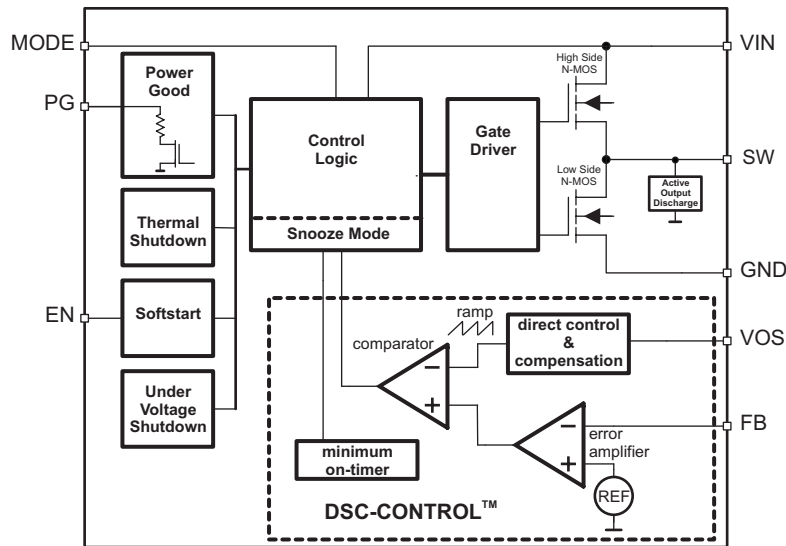 MODE
VIN
Power
Good
PG
High Side
N-MOS
Control
Logic
Gate
Driver
SW
Low Side
N-MOS
Active
Output
Discharge
Thermal
Shutdown
Snooze Mode
GND
EN
Softstart
ramp
direct control
&
compensation
VOS
comparator
Under
Voltage
Shutdown
FB
error
amplifier
minimum
on-timer
REF
DSC-CONTROL™
−
+
−
+